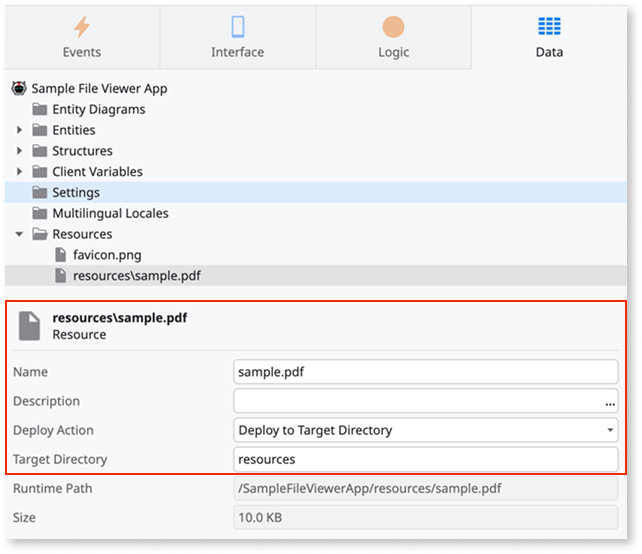 Events Interface Logic Data
Sample File Viewer App
Entity Diagrams
Entities
Structures
Client Variables
Settings
Multilingual Locales
Resources
favicon.png
resources\sample.pdf
resources\sample.pdf
Resource
Name sample.pdf
Description ...
Deploy Action Deploy to Target Directory
Target Directory resources
Runtime Path /SampleFileViewerApp/resources/sample.pdf
Size 10.0 KB